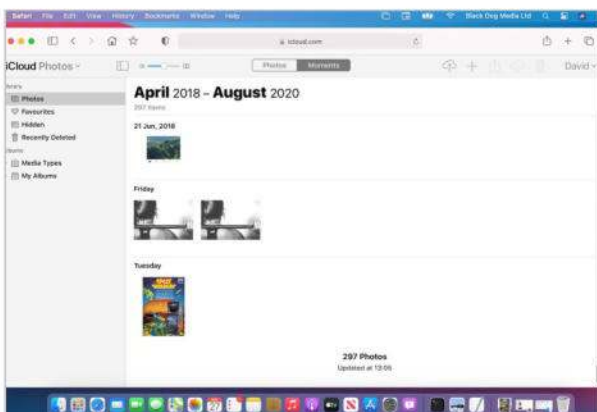 Safari File Edit View History Bookmarks Window Help Black Dog Media Ltd
icloud.com
iCloud Photos Photos Moments David
Library
Photos
Favourites
Hidden
Recently Deleted
Albums
Media Types
My Albums
April 2018 – August 2020
297 items
21 Jun, 2018
Friday
Tuesday
297 Photos
Updated at 13:05